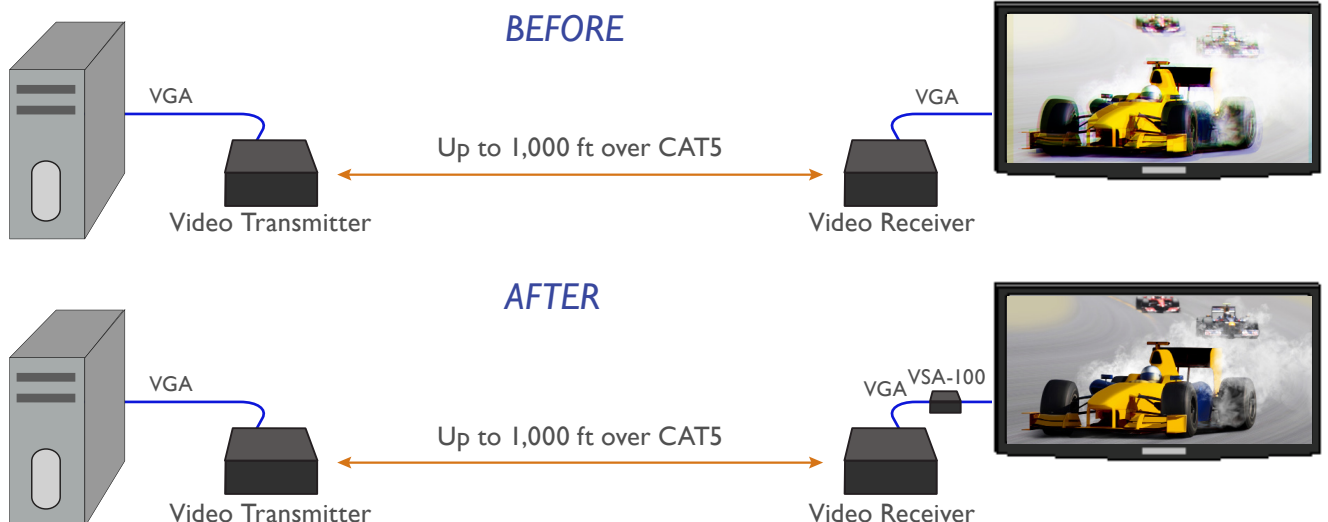 BEFORE
VGA
VGA
Up to 1,000 ft over CAT5
Video Transmitter
Video Receiver
AFTER
VGA
VGA
VSA-100
Up to 1,000 ft over CAT5
Video Transmitter
Video Receiver